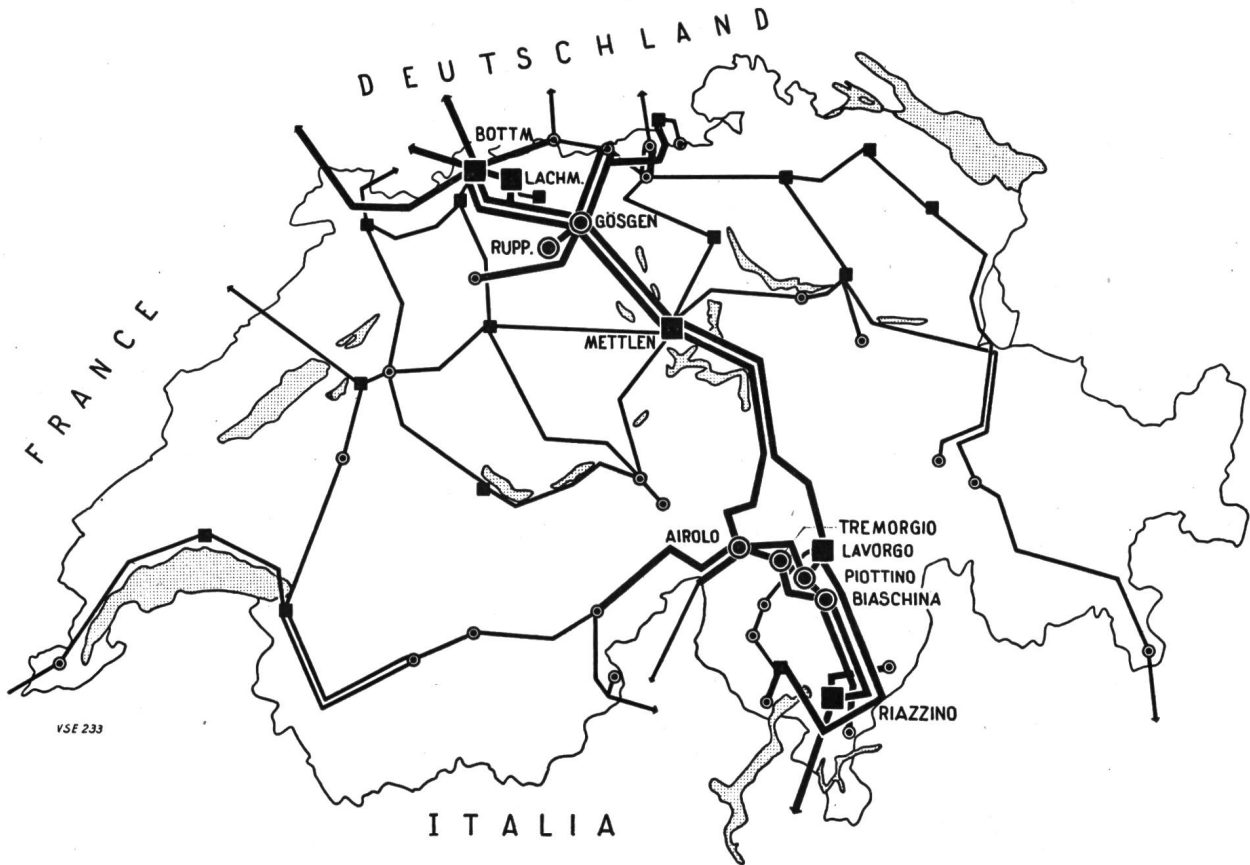 DEUTSCHLAND
BOTTM.
LACHM.
GÖSGEN
RUPP.
FRANCE
METTLEN
AIROLO
TREMORGIO
LAVORGO
PIOTTINO
BIASCHINA
RIAZZINO
VSE 233
ITALIA